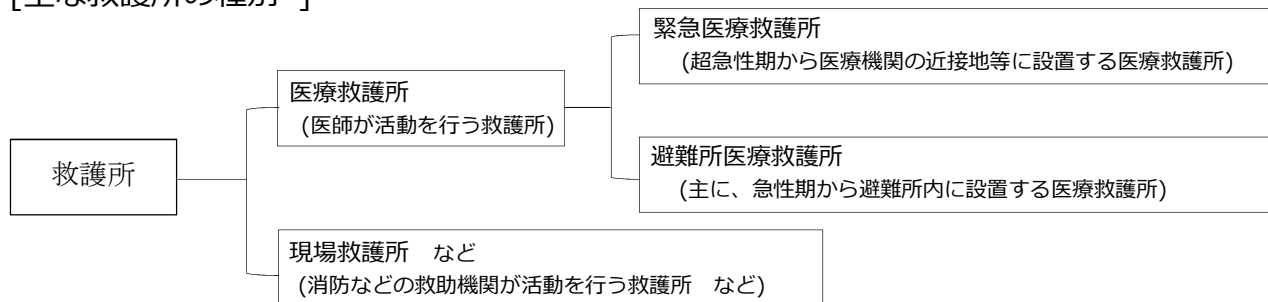 [主な救護所の種別 ]
緊急医療救護所
(超急性期から医療機関の近接地等に設置する医療救護所)
医療救護所
(医師が活動を行う救護所)
避難所医療救護所
(主に、急性期から避難所内に設置する医療救護所)
救護所
現場救護所　など
(消防などの救助機関が活動を行う救護所　など)